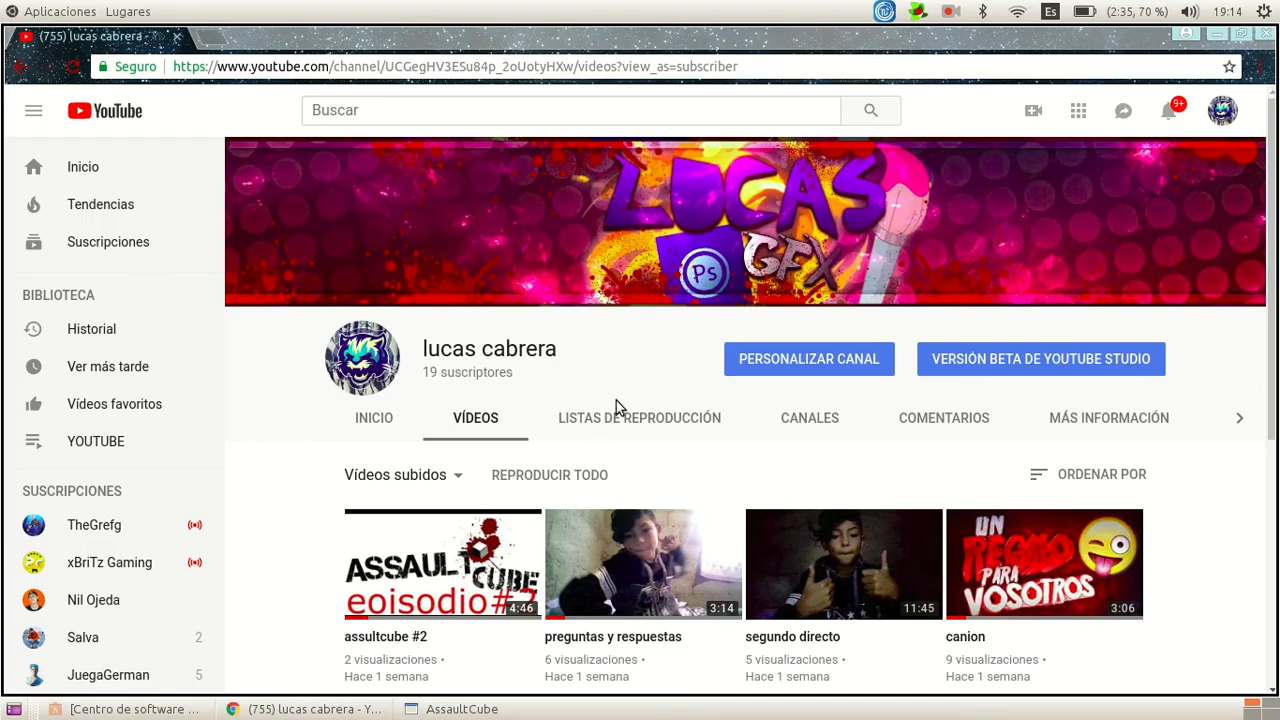 Aplicaciones Lugares
Es (2:35, 70 %) 19:14
(755) lucas cabrera -
Seguro https://www.youtube.com/channel/UCGegHV3ESu84p_2oUotyHXw/videos?view_as=subscriber
YouTube
Buscar
9+
Inicio
Tendencias
Suscripciones
BIBLIOTECA
Historial
Ver más tarde
Vídeos favoritos
YOUTUBE
SUSCRIPCIONES
TheGrefg
xBriTz Gaming
Nil Ojeda
Salva 2
JuegaGerman 5
LUCAS
GFX
Ps
lucas cabrera
19 suscriptores
PERSONALIZAR CANAL
VERSIÓN BETA DE YOUTUBE STUDIO
INICIO VÍDEOS LISTAS DE REPRODUCCIÓN CANALES COMENTARIOS MÁS INFORMACIÓN
Vídeos subidos REPRODUCIR TODO ORDENAR POR
ASSAULT CUBE
eoisodio#2
4:46
assultcube #2
2 visualizaciones •
Hace 1 semana
3:14
preguntas y respuestas
6 visualizaciones •
Hace 1 semana
11:45
segundo directo
5 visualizaciones •
Hace 1 semana
UN
REGALO
PARA
VOSOTROS
3:06
canion
9 visualizaciones •
Hace 1 semana
[Centro de software ... (755) lucas cabrera - Y... AssaultCube